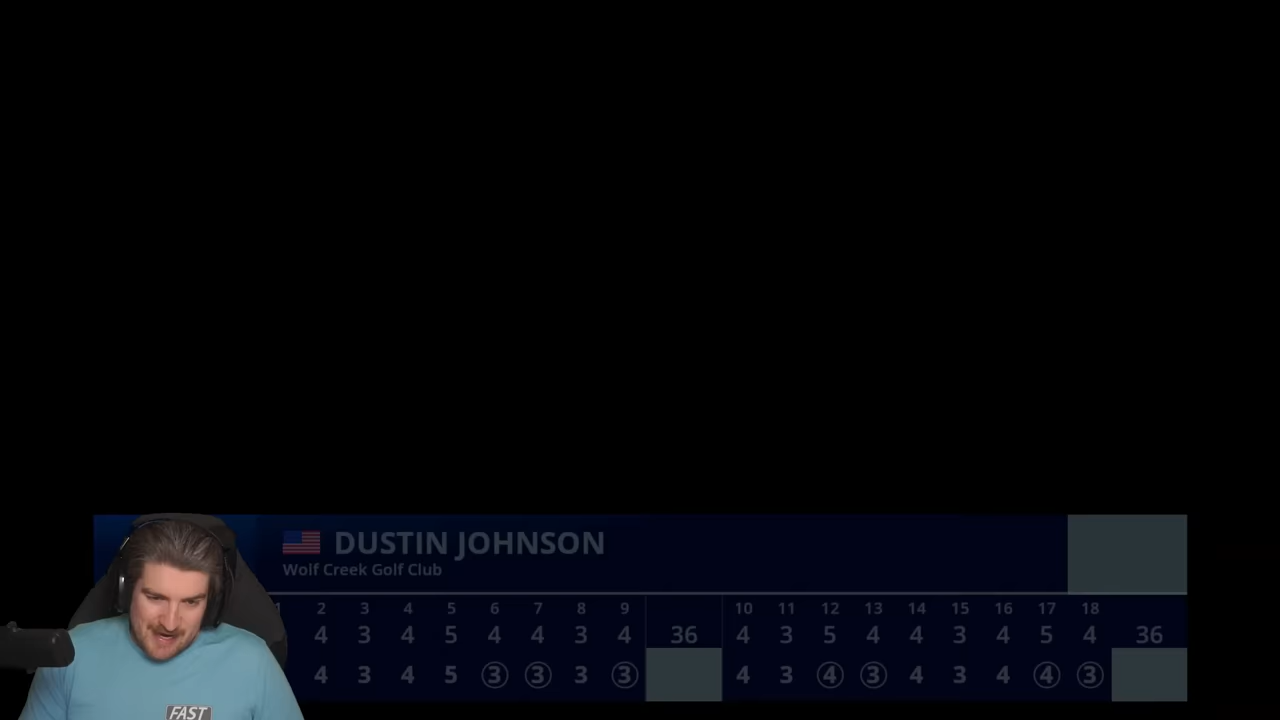 DUSTIN JOHNSON
Wolf Creek Golf Club
2 3 4 5 6 7 8 9 10 11 12 13 14 15 16 17 18
4 3 4 5 4 4 3 4 36 4 3 5 4 4 3 4 5 4 36
4 3 4 5 3 3 3 3 4 3 4 3 4 3 4 4 3
FAST